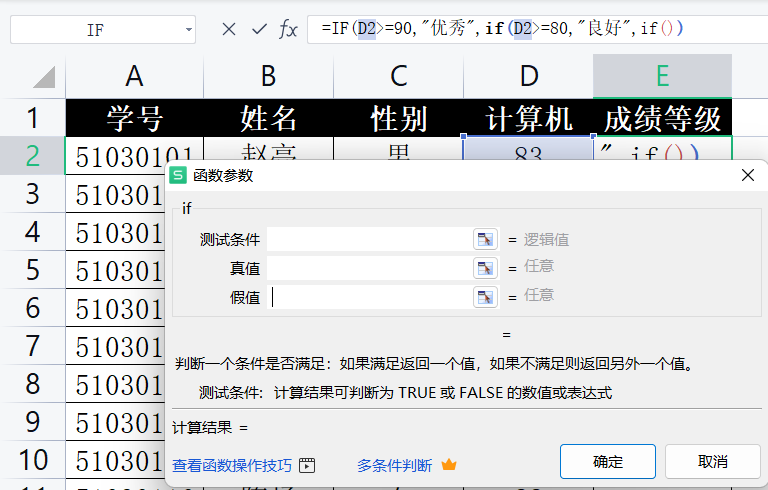 IF fx =IF(D2>=90,"优秀",if(D2>=80,"良好",if())
A B C D E
1 学号 姓名 性别 计算机 成绩等级
2 51030101 赵亮 男 83 ",if())
S 函数参数
3 510301
4 510301
5 510301
6 510301
7 510301
8 510301
9 510301
10 510301
if
测试条件 = 逻辑值
真值 = 任意
假值 = 任意
=
判断一个条件是否满足：如果满足返回一个值，如果不满足则返回另外一个值。
测试条件: 计算结果可判断为 TRUE 或 FALSE 的数值或表达式
计算结果 =
查看函数操作技巧 多条件判断 确定 取消